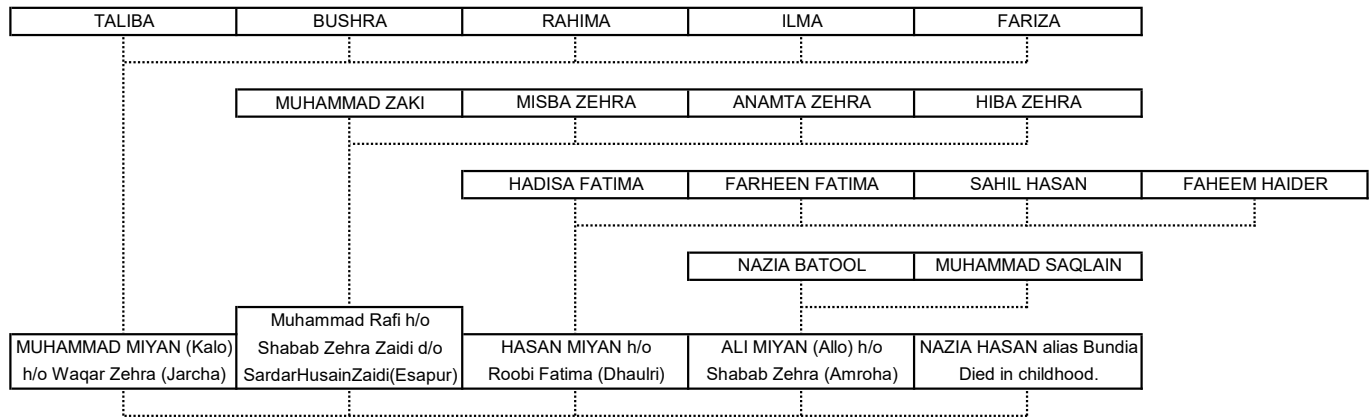 TALIBA BUSHRA RAHIMA ILMA FARIZA
MUHAMMAD ZAKI MISBA ZEHRA ANAMTA ZEHRA HIBA ZEHRA
HADISA FATIMA FARHEEN FATIMA SAHIL HASAN FAHEEM HAIDER
NAZIA BATOOL MUHAMMAD SAQLAIN
MUHAMMAD MIYAN (Kalo)
h/o Waqar Zehra (Jarcha)
Muhammad Rafi h/o
Shabab Zehra Zaidi d/o
SardarHusainZaidi(Esapur)
HASAN MIYAN h/o
Roobi Fatima (Dhaulri)
ALI MIYAN (Allo) h/o
Shabab Zehra (Amroha)
NAZIA HASAN alias Bundia
Died in childhood.